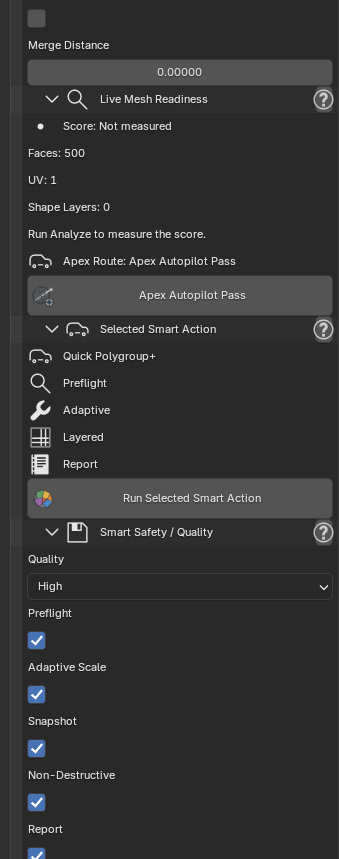 Merge Distance
0.00000
Live Mesh Readiness
?
Score: Not measured
Faces: 500
UV: 1
Shape Layers: 0
Run Analyze to measure the score.
Apex Route: Apex Autopilot Pass
Apex Autopilot Pass
Selected Smart Action
?
Quick Polygroup+
Preflight
Adaptive
Layered
Report
Run Selected Smart Action
Smart Safety / Quality
?
Quality
High
Preflight
Adaptive Scale
Snapshot
Non-Destructive
Report